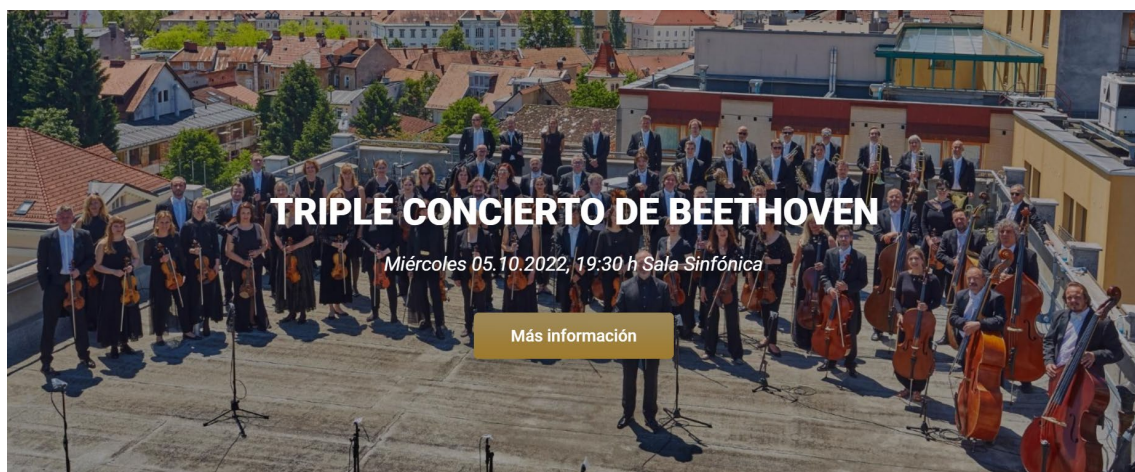 TRIPLE CONCIERTO DE BEETHOVEN
Miércoles 05.10.2022, 19:30 h Sala Sinfónica
Más información